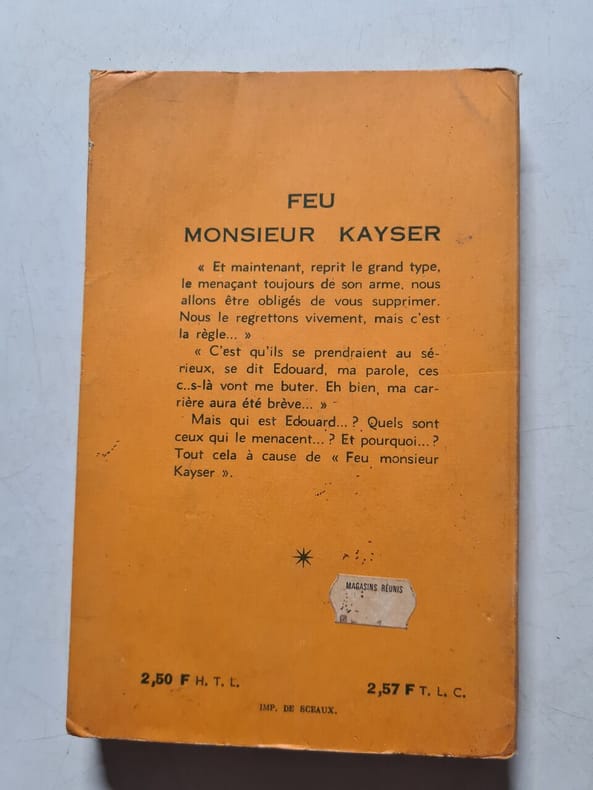 FEU
MONSIEUR KAYSER
« Et maintenant, reprit le grand type,
le menaçant toujours de son arme, nous
allons être obligés de vous supprimer.
Nous le regrettons vivement, mais c'est
la règle... »
« C'est qu'ils se prendraient au sé-
rieux, se dit Edouard, ma parole, ces
c..s-là vont me buter. Eh bien, ma car-
rière aura été brève... »
Mais qui est Edouard...? Quels sont
ceux qui le menacent...? Et pourquoi...?
Tout cela à cause de « Feu monsieur
Kayser ».
MAGASINS RÉUNIS
2,50 F H. T. L.
2,57 F T. L. C.
IMP. DE SCEAUX.